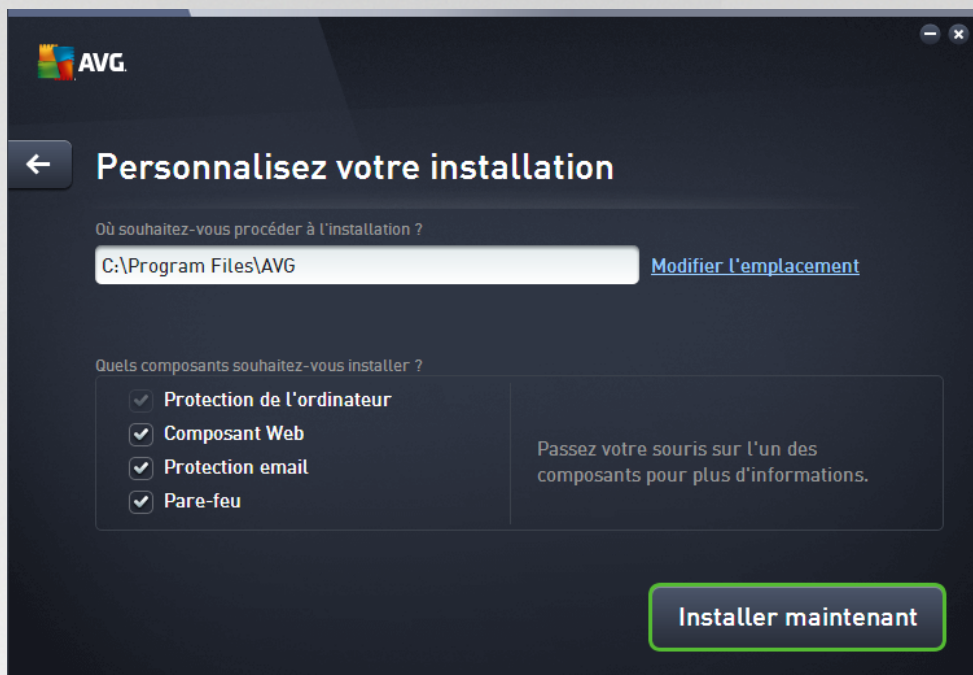 AVG.
Personnalisez votre installation
Où souhaitez-vous procéder à l'installation ?
C:\Program Files\AVG
Modifier l'emplacement
Quels composants souhaitez-vous installer ?
Protection de l'ordinateur
Composant Web
Protection email
Pare-feu
Passez votre souris sur l'un des
composants pour plus d'informations.
Installer maintenant